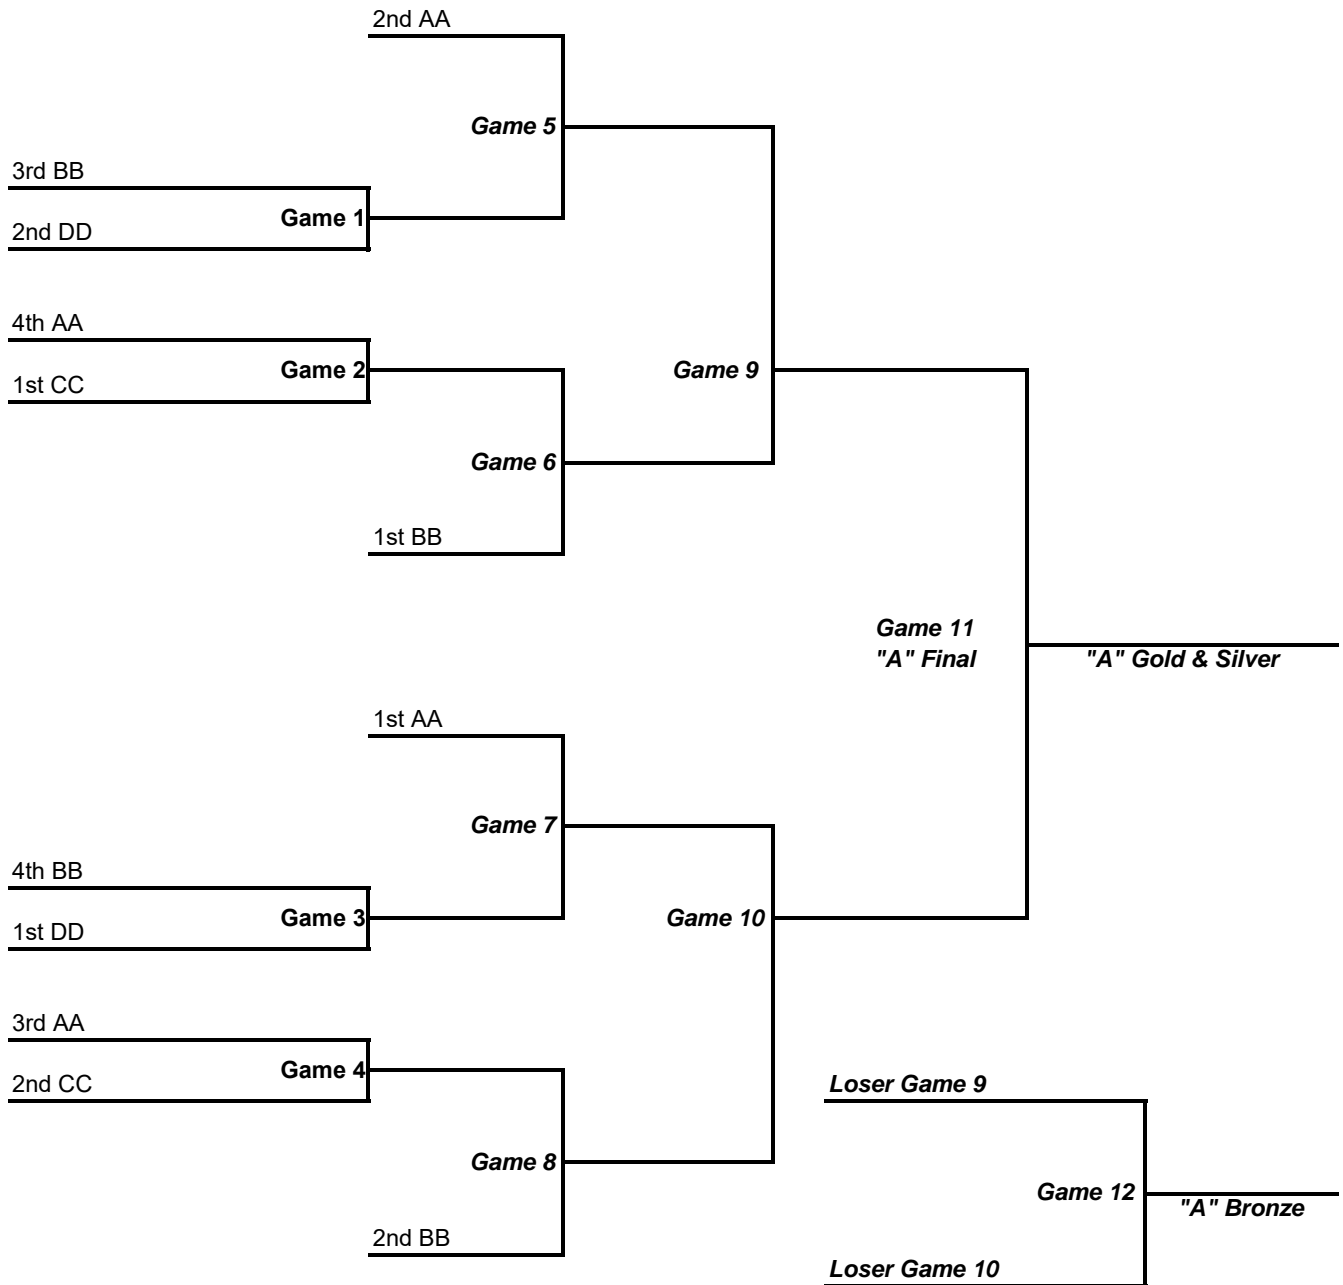 2nd AA
Game 5
3rd BB
Game 1
2nd DD
4th AA
Game 2
1st CC
Game 9
Game 6
1st BB
Game 11
"A" Final
"A" Gold & Silver
1st AA
Game 7
4th BB
Game 3
1st DD
Game 10
3rd AA
Game 4
2nd CC
Loser Game 9
Game 8
Game 12
"A" Bronze
2nd BB
Loser Game 10